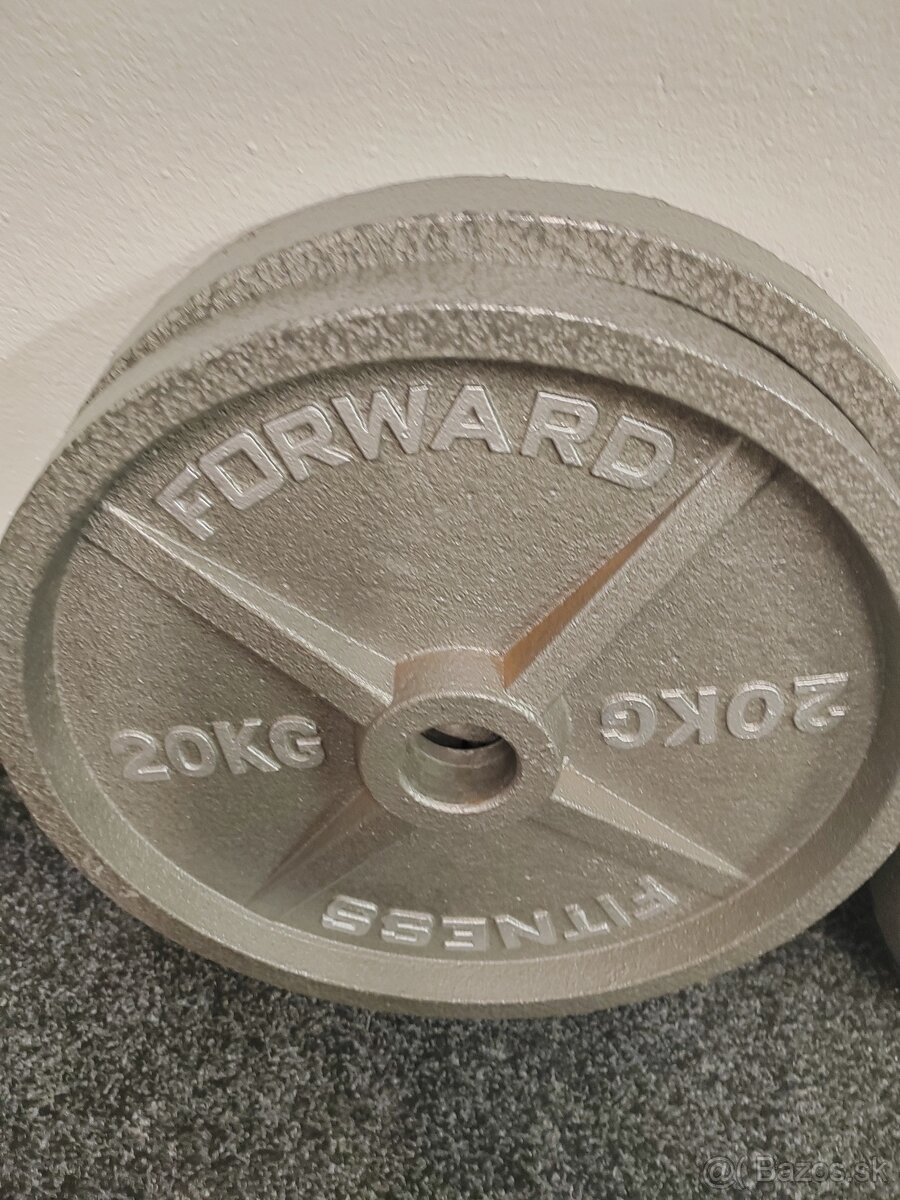 FORWARD
20KG
20KG
FITNESS
@( Bazos.sk